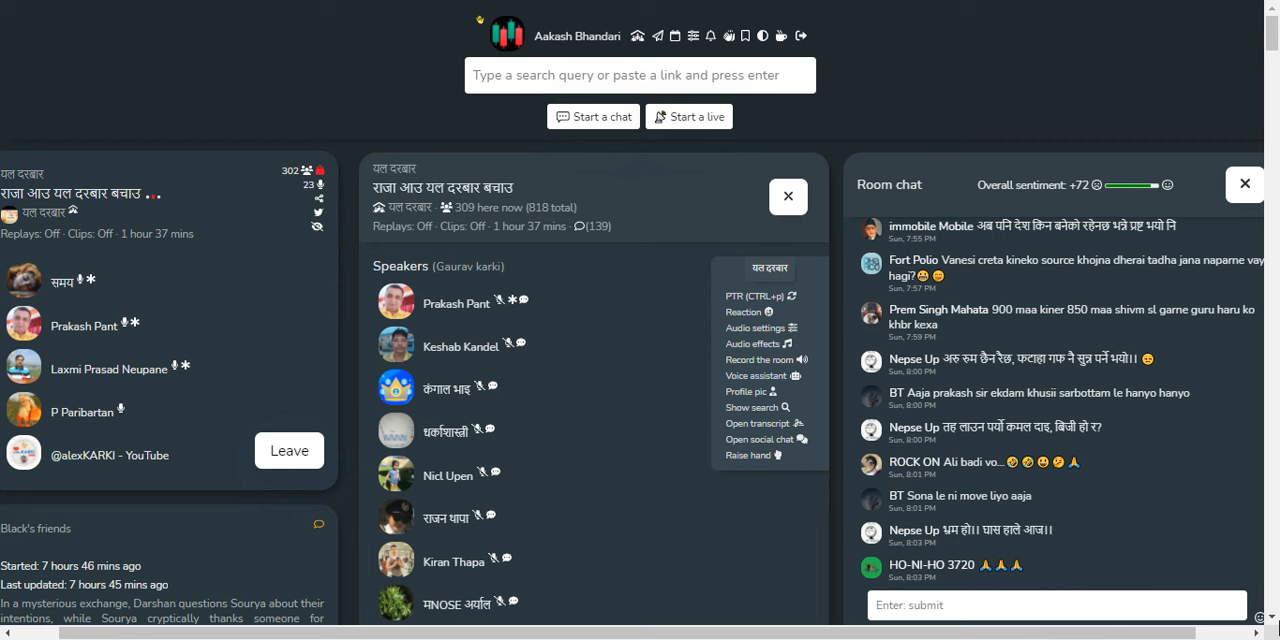 Aakash Bhandari
Type a search query or paste a link and press enter
Start a chat
Start a live
यल दरबार
302
राजा आउ यल दरबार बचाउ ...
23
यल दरबार
Replays: Off · Clips: Off · 1 hour 37 mins
समय
Prakash Pant
Laxmi Prasad Neupane
P Paribartan
@alexKARKI - YouTube
Leave
Black's friends
Started: 7 hours 46 mins ago
Last updated: 7 hours 45 mins ago
In a mysterious exchange, Darshan questions Sourya about their
intentions, while Sourya cryptically thanks someone for
यल दरबार
राजा आउ यल दरबार बचाउ
यल दरबार · 309 here now (818 total)
Replays: Off · Clips: Off · 1 hour 37 mins · (139)
Speakers (Gaurav karki)
Prakash Pant
Keshab Kandel
कंगाल भाइ
धर्काशास्त्री
Nicl Upen
राजन थापा
Kiran Thapa
मNOSE अर्याल
यल दरबार
PTR (CTRL+p)
Reaction
Audio settings
Audio effects
Record the room
Voice assistant
Profile pic
Show search
Open transcript
Open social chat
Raise hand
Room chat
Overall sentiment: +72
immobile Mobile अब पनि देश किन बनेको रहेनछ भन्ने प्रष्ट भयो नि
Sun, 7:55 PM
Fort Polio Vanesi creta kineko source khojna dherai tadha jana naparne vay
hagi?😀😊
Sun, 7:57 PM
Prem Singh Mahata 900 maa kiner 850 maa shivm sl garne guru haru ko
khbr kexa
Sun, 7:59 PM
Nepse Up अरु रुम छैन रैछ, फटाहा गफ नै सुन्न पर्ने भयो।। 😑
Sun, 8:00 PM
BT Aaja prakash sir ekdam khusii sarbottam le hanyo hanyo
Sun, 8:00 PM
Nepse Up तह लाउन पर्यो कमल दाइ, बिजी हो र?
Sun, 8:00 PM
ROCK ON Ali badi vo... 🤣🤣😃🫡🙏
Sun, 8:01 PM
BT Sona le ni move liyo aaja
Sun, 8:01 PM
Nepse Up भ्रम हो।। घास हाले आज।।
Sun, 8:03 PM
HO-NI-HO 3720 🙏🙏🙏
Sun, 8:03 PM
Enter: submit